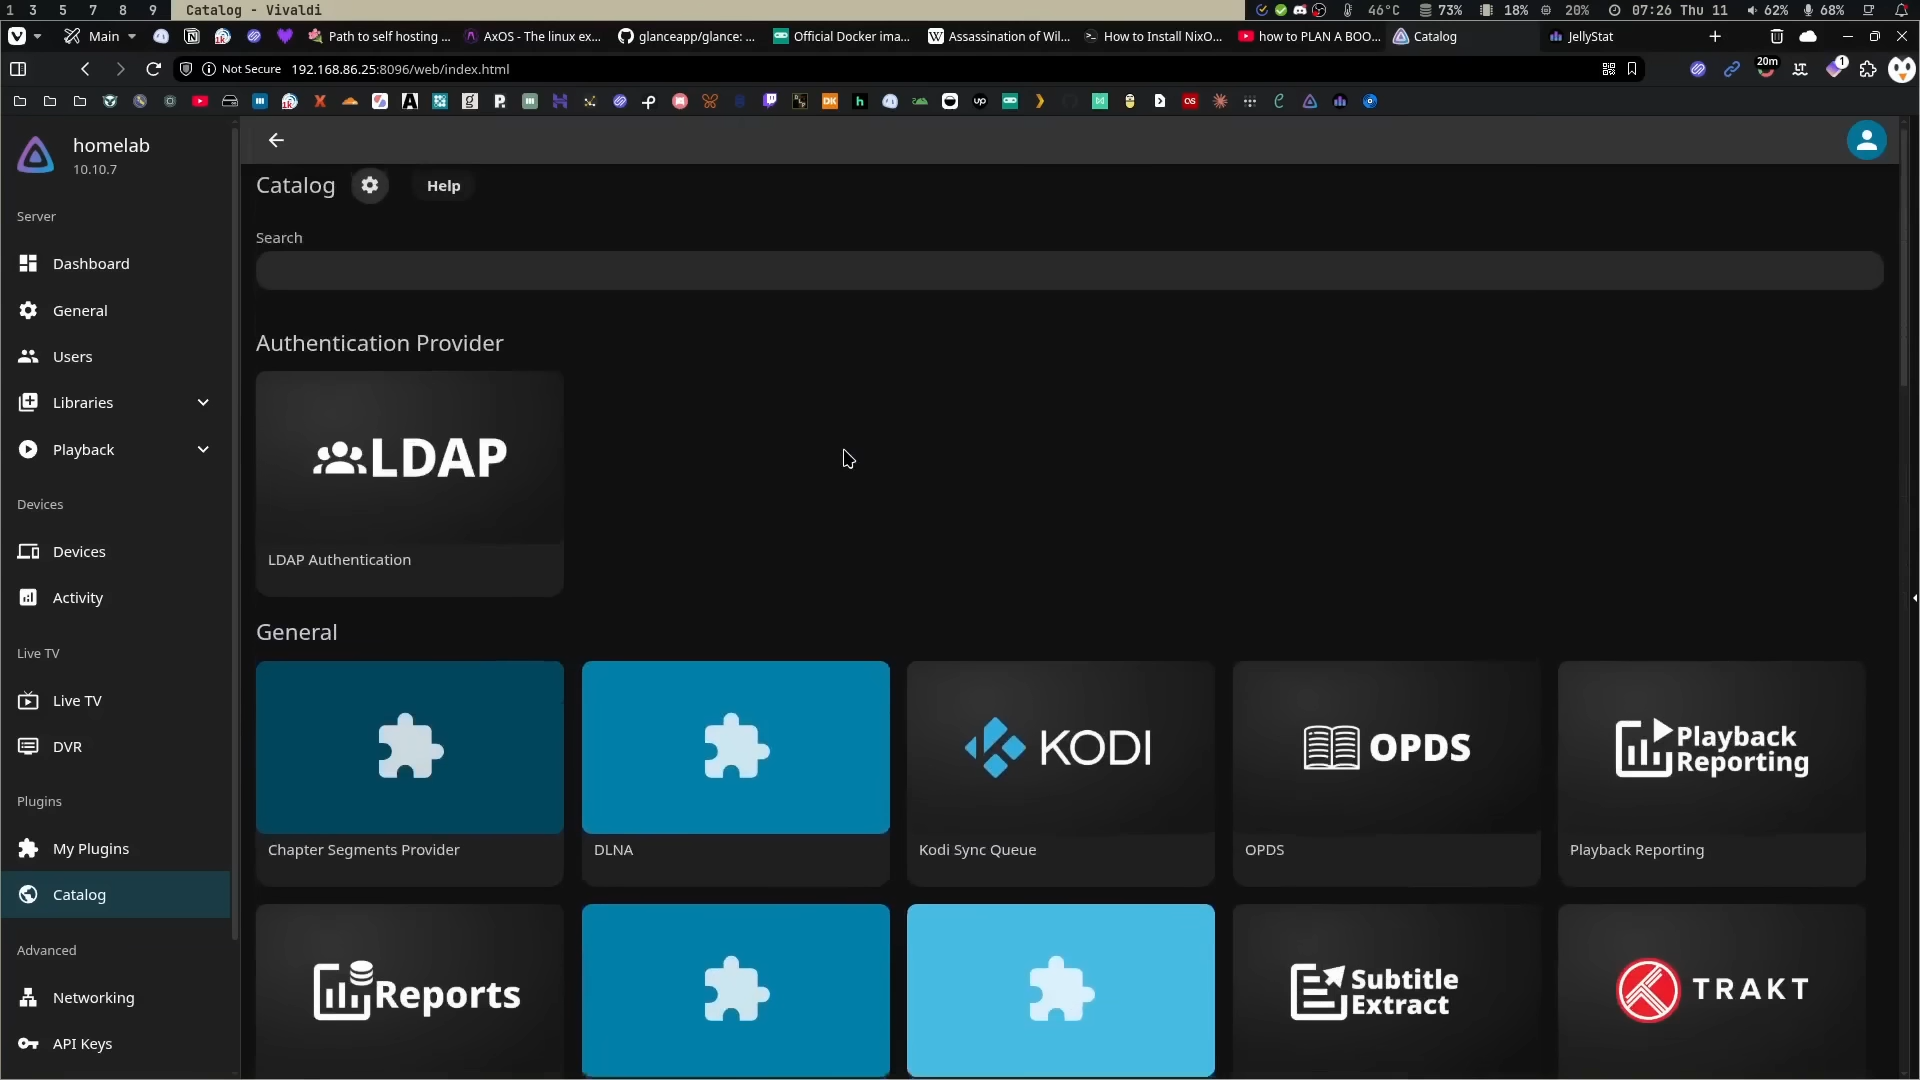 1 3 5 7 8 9 Catalog - Vivaldi 46°C 73% 18% 20% 07:26 Thu 11 62% 68%
Main Path to self hosting ... AxOS - The linux ex... glanceapp/glance: ... Official Docker ima... Assassination of Wil... How to Install NixO... how to PLAN A BOO... Catalog JellyStat
Not Secure 192.168.86.25:8096/web/index.html 20m 1
homelab
10.10.7
Server
Dashboard
General
Users
Libraries
Playback
Devices
Devices
Activity
Live TV
Live TV
DVR
Plugins
My Plugins
Catalog
Advanced
Networking
API Keys
Catalog Help
Search
Authentication Provider
LDAP
LDAP Authentication
General
KODI
OPDS
Playback
Reporting
Chapter Segments Provider
DLNA
Kodi Sync Queue
OPDS
Playback Reporting
Reports
Subtitle
Extract
TRAKT